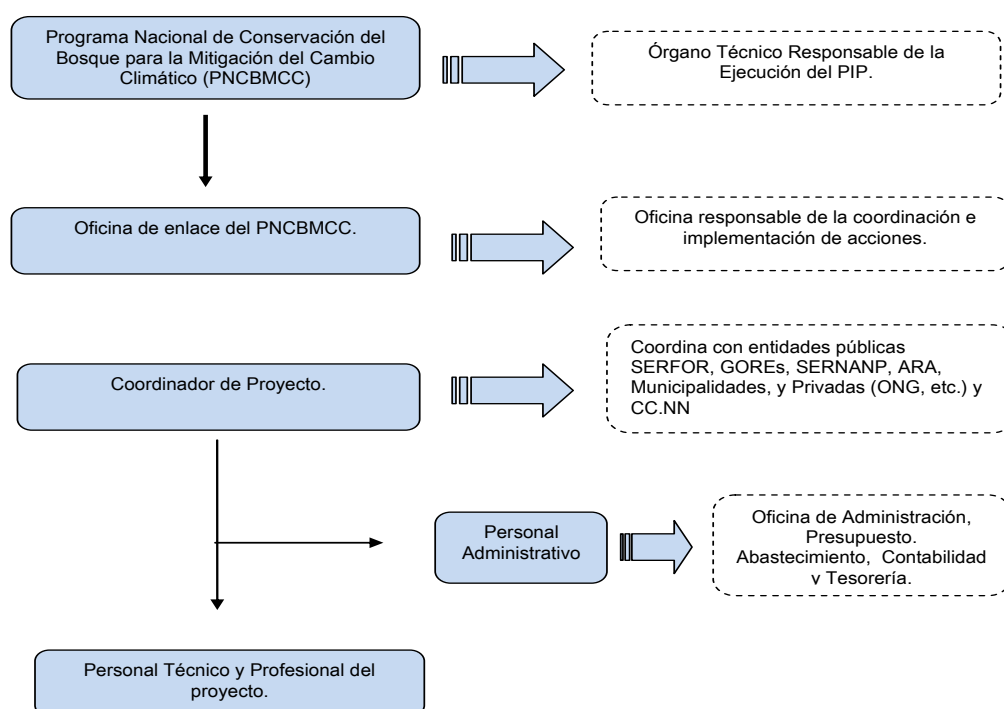 Programa Nacional de Conservación del
Bosque para la Mitigación del Cambio
Climático (PNCBMCC)
Órgano Técnico Responsable de la
Ejecución del PIP.
Oficina de enlace del PNCBMCC.
Oficina responsable de la coordinación e
implementación de acciones.
Coordinador de Proyecto.
Coordina con entidades públicas
SERFOR, GOREs, SERNANP, ARA,
Municipalidades, y Privadas (ONG, etc.) y
CC.NN
Personal
Administrativo
Oficina de Administración,
Presupuesto.
Abastecimiento, Contabilidad
y Tesorería.
Personal Técnico y Profesional del
proyecto.